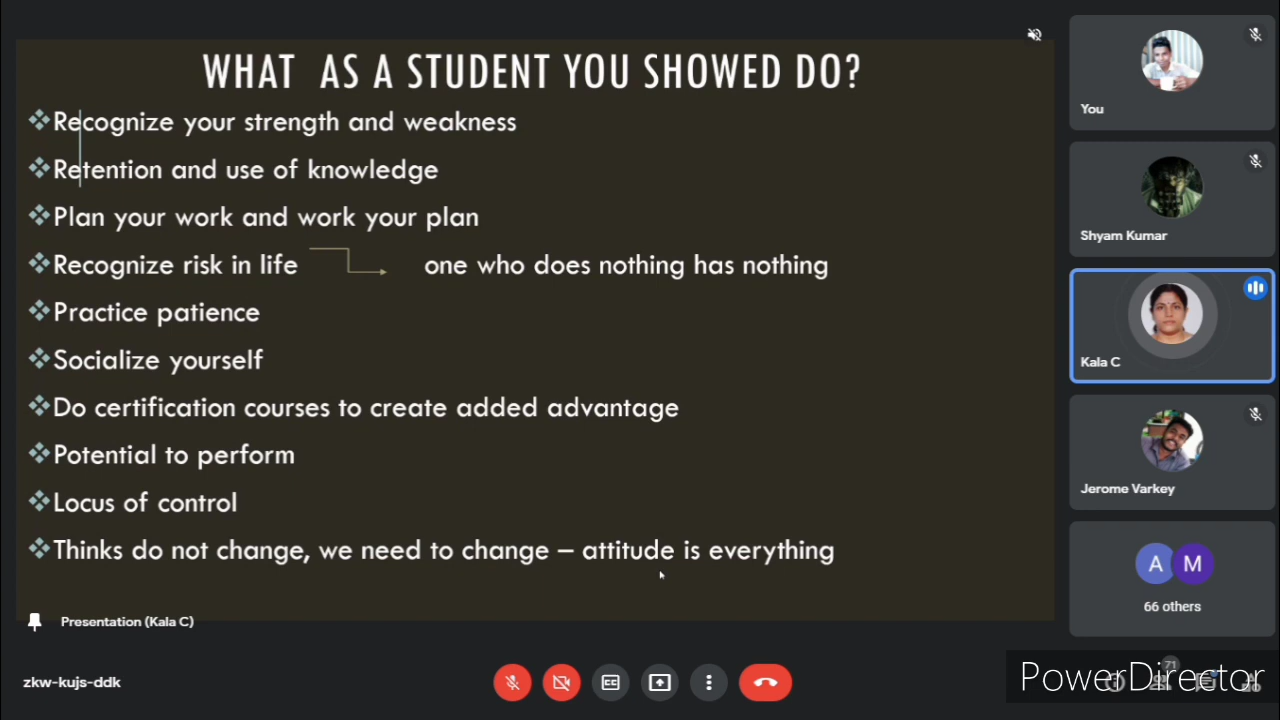 WHAT AS A STUDENT YOU SHOWED DO?
Recognize your strength and weakness
Retention and use of knowledge
Plan your work and work your plan
Recognize risk in life one who does nothing has nothing
Practice patience
Socialize yourself
Do certification courses to create added advantage
Potential to perform
Locus of control
Thinks do not change, we need to change – attitude is everything
Presentation (Kala C)
zkw-kujs-ddk
CC
You
Shyam Kumar
Kala C
Jerome Varkey
A M
66 others
71
PowerDirector